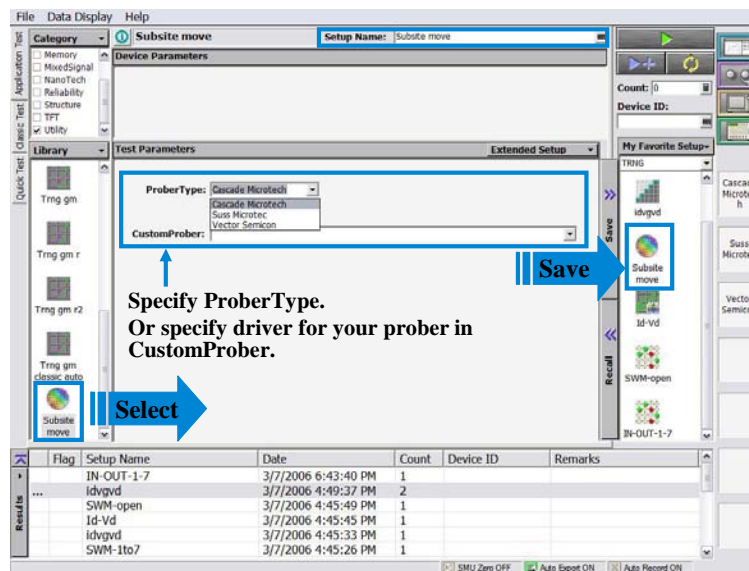 File Data Display Help
Application Test
Classic Test
Quick Test
Category
Memory
MixedSignal
NanoTech
Reliability
Structure
TFT
Utility
Library
Trng gm
Trng gm r
Trng gm r2
Trng gm
classic auto
Subsite
move
Subsite move
Setup Name: Subsite move
Device Parameters
Test Parameters
Extended Setup
ProberType: Cascade Microtech
Cascade Microtech
Suss Microtec
Vector Semicon
CustomProber:
Specify ProberType.
Or specify driver for your prober in
CustomProber.
Select
Save
Save
Recall
Count: 0
Device ID:
My Favorite Setup
TRNG
idvgvd
Subsite
move
Id-Vd
SWM-open
IN-OUT-1-7
Cascad
Microte
h
Suss
Microte
Vecto
Semico
Results
Flag Setup Name Date Count Device ID Remarks
IN-OUT-1-7 3/7/2006 6:43:40 PM 1
... idvgvd 3/7/2006 4:49:37 PM 2
SWM-open 3/7/2006 4:45:49 PM 1
Id-Vd 3/7/2006 4:45:45 PM 1
idvgvd 3/7/2006 4:45:33 PM 1
SWM-1to7 3/7/2006 4:45:26 PM 1
SMU Zero OFF Auto Export ON Auto Record ON